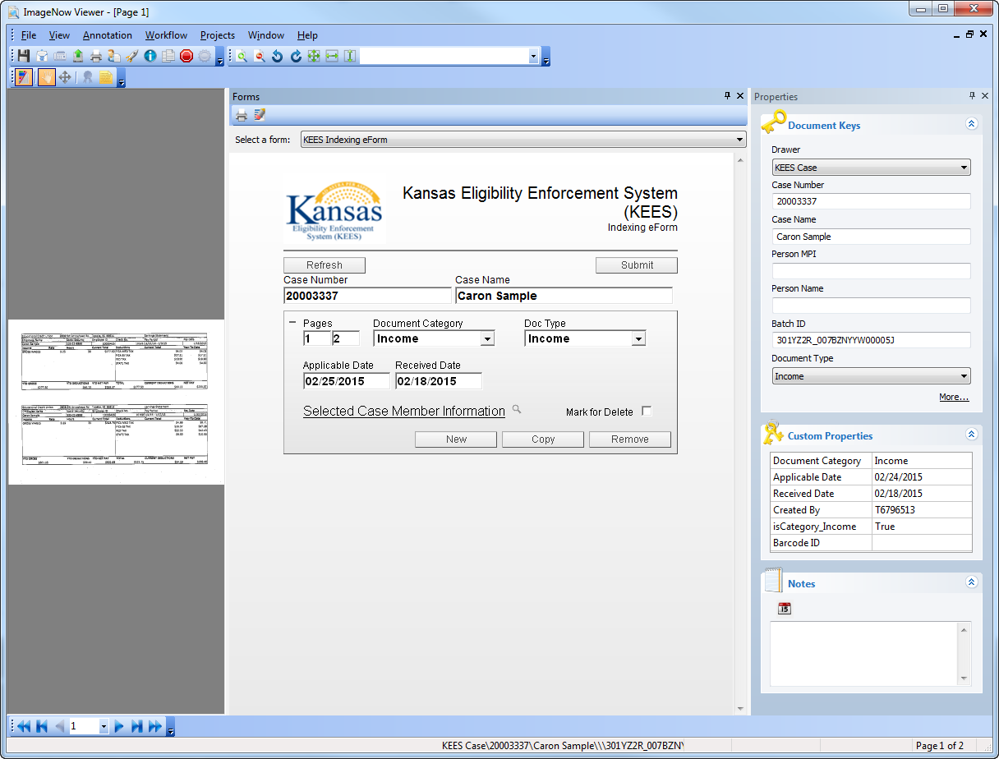 ImageNow Viewer - [Page 1]
File View Annotation Workflow Projects Window Help
Forms
Select a form: KEES Indexing eForm
Kansas
Eligibility Enforcement
System (KEES)
Kansas Eligibility Enforcement System
(KEES)
Indexing eForm
Refresh Submit
Case Number Case Name
20003337 Caron Sample
Pages Document Category Doc Type
1 2 Income Income
Applicable Date Received Date
02/25/2015 02/18/2015
Selected Case Member Information Mark for Delete
New Copy Remove
Properties
Document Keys
Drawer
KEES Case
Case Number
20003337
Case Name
Caron Sample
Person MPI
Person Name
Batch ID
301YZ2R_007BZNYYW00005J
Document Type
Income
More...
Custom Properties
Document Category Income
Applicable Date 02/24/2015
Received Date 02/18/2015
Created By T6796513
isCategory_Income True
Barcode ID
Notes
15
1
KEES Case\20003337\Caron Sample\\\301YZ2R_007BZN
Page 1 of 2